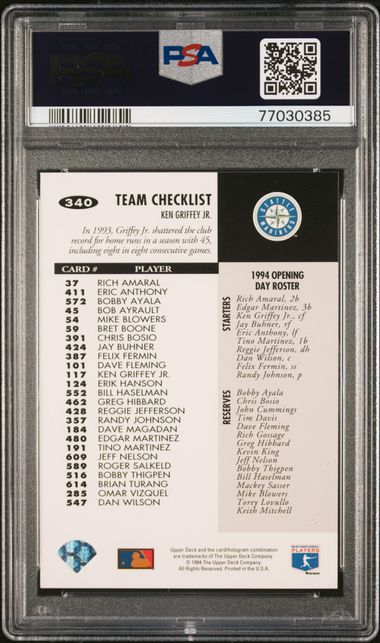 PSA
PSA
77030385
340
TEAM CHECKLIST
KEN GRIFFEY JR.
In 1993, Griffey Jr. shattered the club
record for home runs in a season with 45,
including eight in eight consecutive games.
CARD # PLAYER
37 RICH AMARAL
411 ERIC ANTHONY
572 BOBBY AYALA
45 BOB AYRAULT
54 MIKE BLOWERS
59 BRET BOONE
391 CHRIS BOSIO
424 JAY BUHNER
387 FELIX FERMIN
101 DAVE FLEMING
117 KEN GRIFFEY JR.
124 ERIK HANSON
552 BILL HASELMAN
462 GREG HIBBARD
428 REGGIE JEFFERSON
357 RANDY JOHNSON
184 DAVE MAGADAN
480 EDGAR MARTINEZ
191 TINO MARTINEZ
609 JEFF NELSON
589 ROGER SALKELD
516 BOBBY THIGPEN
614 BRIAN TURANG
285 OMAR VIZQUEL
547 DAN WILSON
SEATTLE
MARINERS
1994 OPENING
DAY ROSTER
STARTERS
Rich Amaral, 2b
Edgar Martinez, 3b
Ken Griffey Jr., cf
Jay Buhner, rf
Eric Anthony, lf
Tino Martinez, 1b
Reggie Jefferson, dh
Dan Wilson, c
Felix Fermin, ss
Randy Johnson, p
RESERVES
Bobby Ayala
Chris Bosio
John Cummings
Tim Davis
Dave Fleming
Rich Gossage
Greg Hibbard
Kevin King
Jeff Nelson
Bobby Thigpen
Bill Haselman
Mackey Sasser
Mike Blowers
Torey Lovullo
Keith Mitchell
Upper Deck and the card/hologram combination
are trademarks of The Upper Deck Company.
© 1994 The Upper Deck Company.
All Rights Reserved. Printed in the U.S.A.
PLAYERS